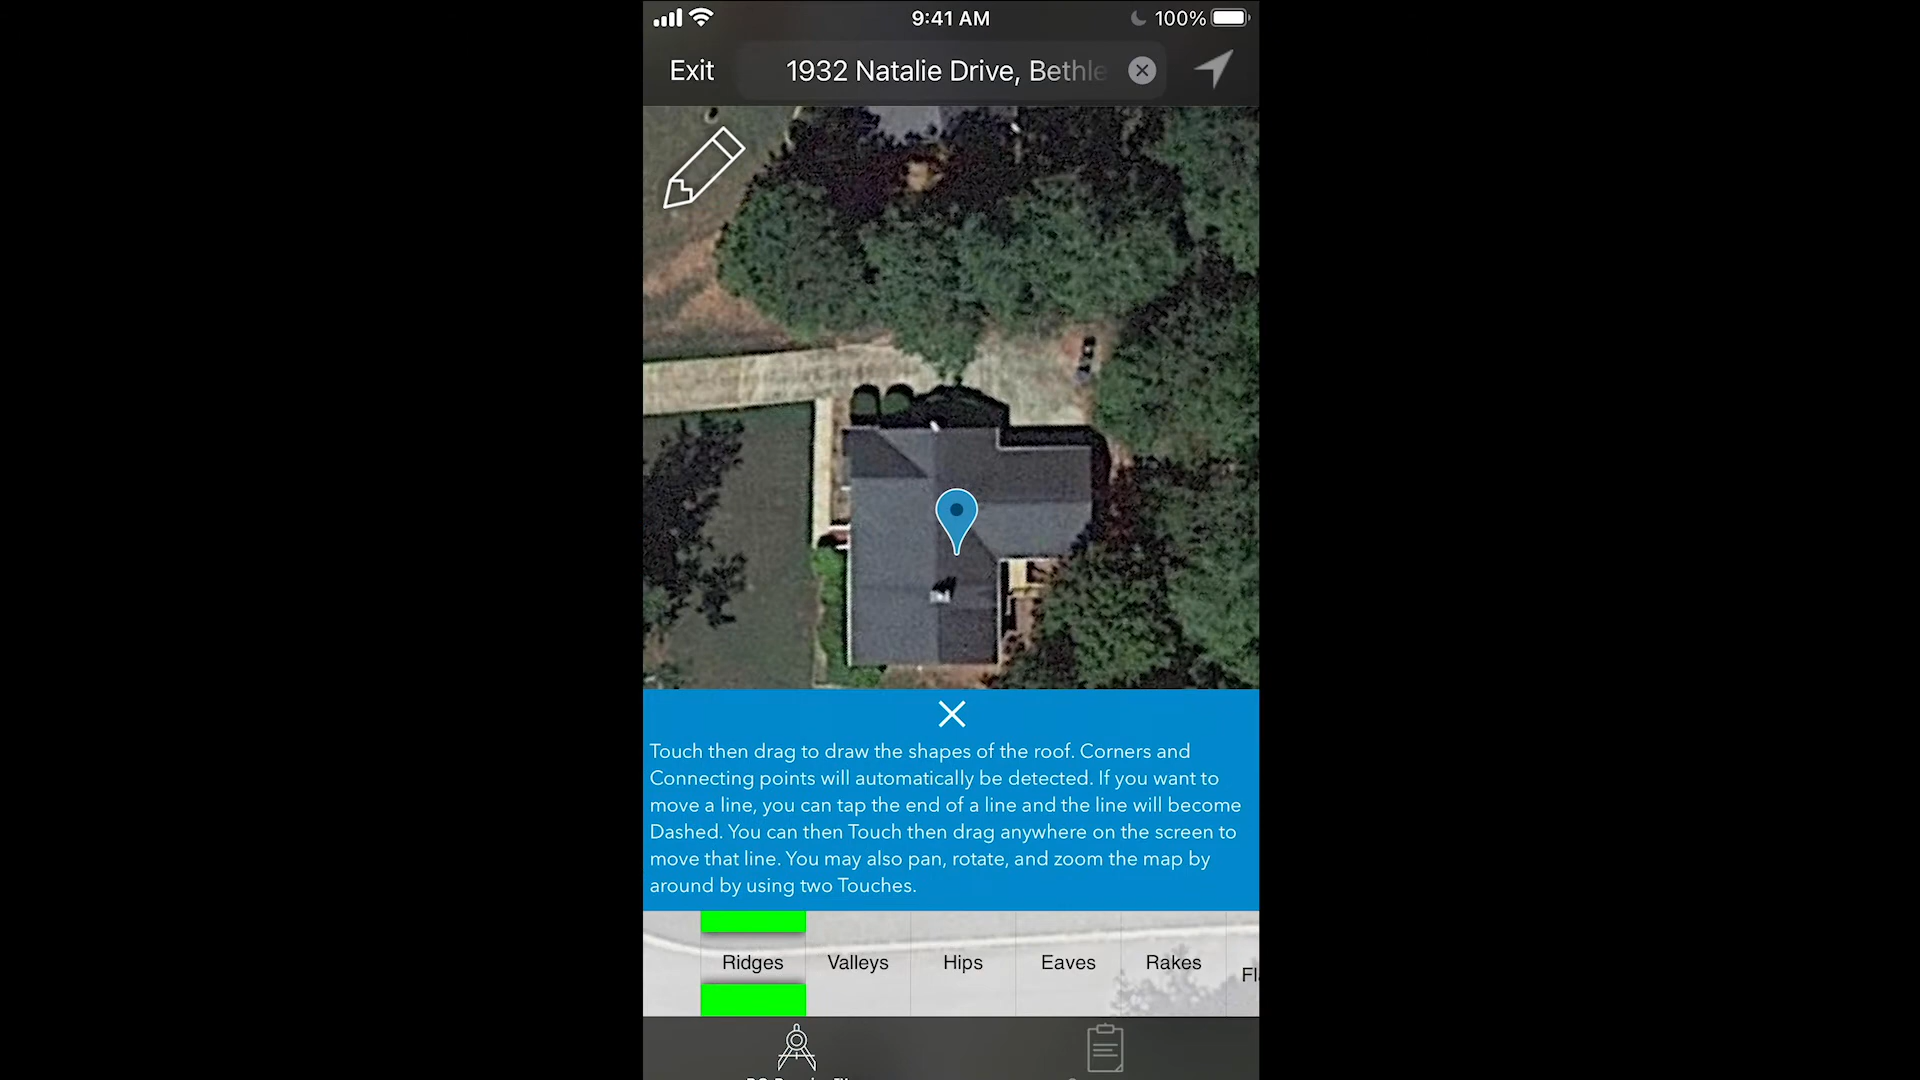 9:41 AM
100%
Exit
1932 Natalie Drive, Bethle
Touch then drag to draw the shapes of the roof. Corners and
Connecting points will automatically be detected. If you want to
move a line, you can tap the end of a line and the line will become
Dashed. You can then Touch then drag anywhere on the screen to
move that line. You may also pan, rotate, and zoom the map by
around by using two Touches.
Ridges
Valleys
Hips
Eaves
Rakes
Fl